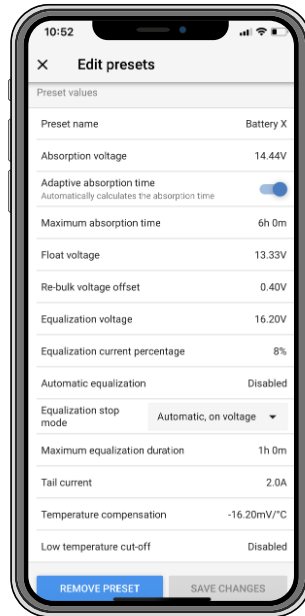 10:52
Edit presets
Preset values
Preset name Battery X
Absorption voltage 14.44V
Adaptive absorption time
Automatically calculates the absorption time
Maximum absorption time 6h 0m
Float voltage 13.33V
Re-bulk voltage offset 0.40V
Equalization voltage 16.20V
Equalization current percentage 8%
Automatic equalization Disabled
Equalization stop mode Automatic, on voltage
Maximum equalization duration 1h 0m
Tail current 2.0A
Temperature compensation -16.20mV/°C
Low temperature cut-off Disabled
REMOVE PRESET SAVE CHANGES